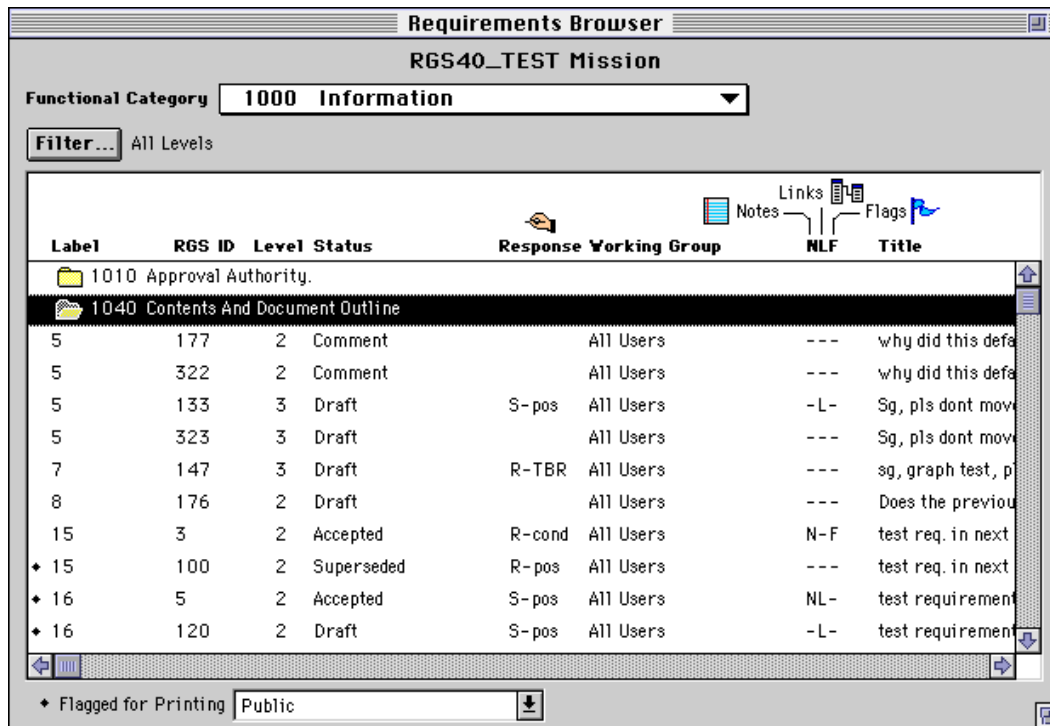 Requirements Browser
RGS40_TEST Mission
Functional Category 1000 Information
Filter... All Levels
Links
Notes Flags
Label RGS ID Level Status Response Working Group NLF Title
1010 Approval Authority.
1040 Contents And Document Outline
5 177 2 Comment All Users --- why did this defa
5 322 2 Comment All Users --- why did this defa
5 133 3 Draft S-pos All Users -L- Sg, pls dont move
5 323 3 Draft All Users --- Sg, pls dont move
7 147 3 Draft R-TBR All Users --- sg, graph test, pl
8 176 2 Draft All Users --- Does the previou
15 3 2 Accepted R-cond All Users N-F test req. in next
◆ 15 100 2 Superseded R-pos All Users --- test req. in next
◆ 16 5 2 Accepted S-pos All Users NL- test requirement
◆ 16 120 2 Draft S-pos All Users -L- test requirement
◆ Flagged for Printing Public